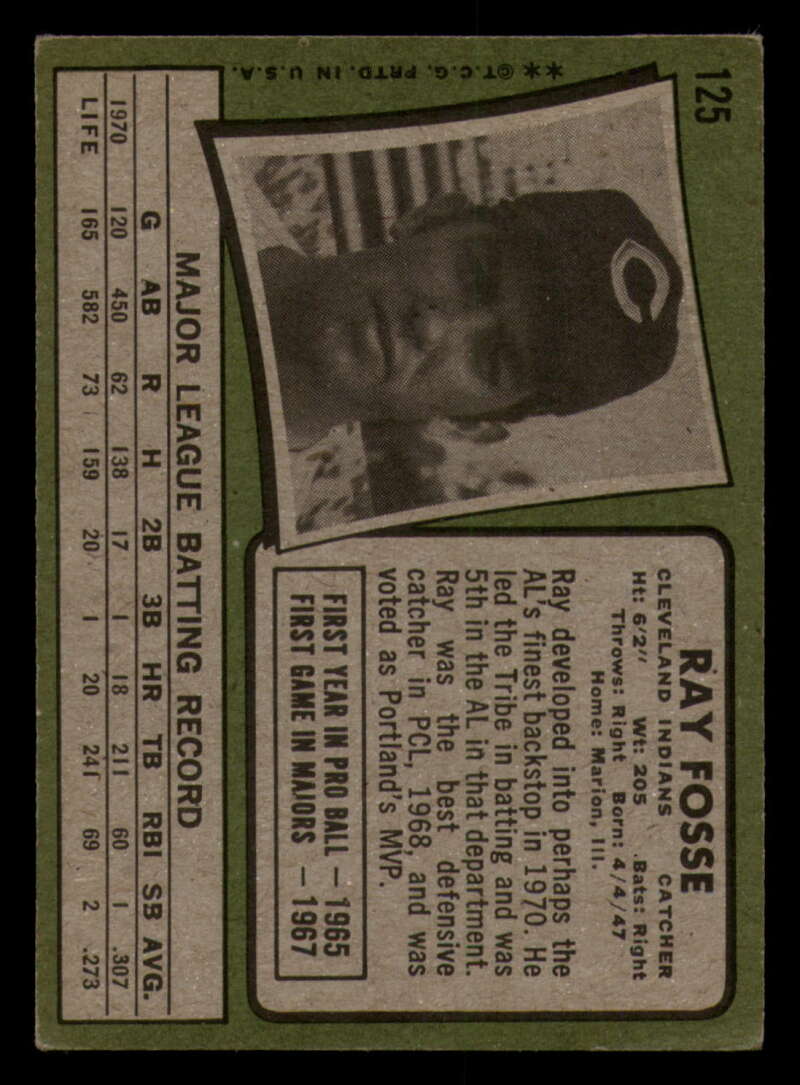 125
**©T.C.G. PRTD. IN U.S.A.
C
RAY FOSSE
CLEVELAND INDIANS CATCHER
Ht: 6'2" Wt: 205 Bats: Right
Throws: Right Born: 4/4/47
Home: Marion, Ill.
Ray developed into perhaps the
AL's finest backstop in 1970. He
led the Tribe in batting and was
5th in the AL in that department.
Ray was the best defensive
catcher in PCL, 1968, and was
voted as Portland's MVP.
FIRST YEAR IN PRO BALL — 1965
FIRST GAME IN MAJORS — 1967
MAJOR LEAGUE BATTING RECORD
G AB R H 2B 3B HR TB RBI SB AVG.
1970 120 450 62 138 17 1 18 211 60 1 .307
LIFE 165 582 73 159 20 1 20 241 69 2 .273